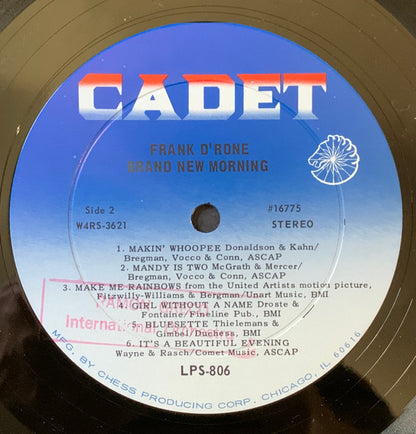 CADET
FRANK D'RONE
BRAND NEW MORNING
Side 2
W4RS-3621
#16775
STEREO
1. MAKIN' WHOOPEE Donaldson & Kahn/
Bregman, Vocco & Conn, ASCAP
2. MANDY IS TWO McGrath & Mercer/
Bregman, Vocco & Conn, ASCAP
3. MAKE ME RAINBOWS from the United Artists motion picture,
Fitzwilly-Williams & Bergman/Unart Music, BMI
4. GIRL WITHOUT A NAME Droste &
Fontaine/Fineline Pub., BMI
5. BLUESETTE Thielemans &
Gimbel/Duchess, BMI
6. IT'S A BEAUTIFUL EVENING
Wayne & Rasch/Comet Music, ASCAP
LPS-806
MFG. BY CHESS PRODUCING CORP. CHICAGO, IL 60616
International